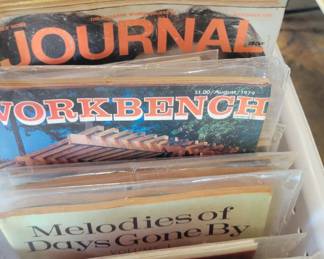 JOURNAL
WORKBENCH
$1.00/August/1979
Melodies of
Days Gone By